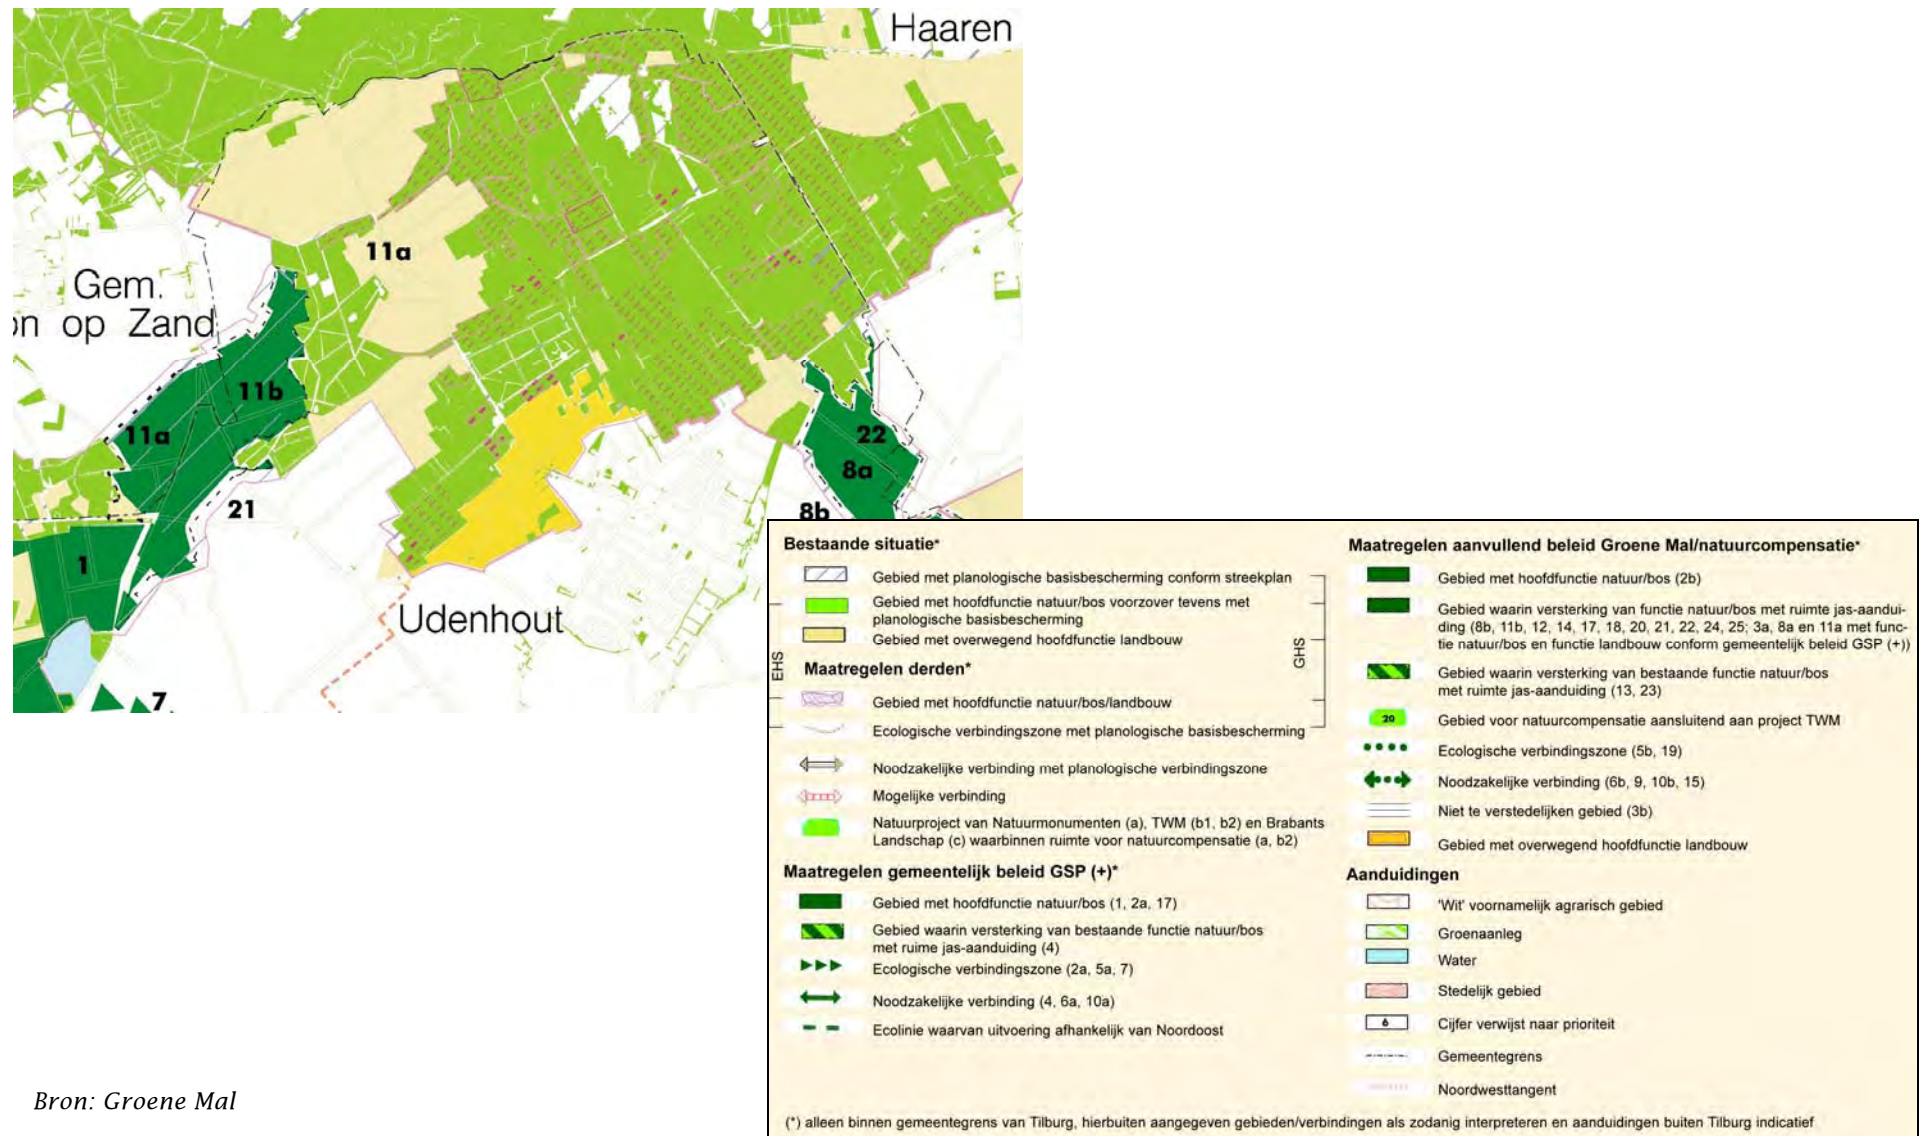 Haaren
11a
Gem.
on op Zand
11b
11a
22
8a
21
8b
1
Udenhout
7
Bestaande situatie*
Gebied met planologische basisbescherming conform streekplan
Gebied met hoofdfunctie natuur/bos voorzover tevens met
planologische basisbescherming
Gebied met overwegend hoofdfunctie landbouw
EHS
GHS
Maatregelen derden*
Gebied met hoofdfunctie natuur/bos/landbouw
Ecologische verbindingszone met planologische basisbescherming
Noodzakelijke verbinding met planologische verbindingszone
Mogelijke verbinding
Natuurproject van Natuurmonumenten (a), TWM (b1, b2) en Brabants
Landschap (c) waarbinnen ruimte voor natuurcompensatie (a, b2)
Maatregelen gemeentelijk beleid GSP (+)*
Gebied met hoofdfunctie natuur/bos (1, 2a, 17)
Gebied waarin versterking van bestaande functie natuur/bos
met ruime jas-aanduiding (4)
Ecologische verbindingszone (2a, 5a, 7)
Noodzakelijke verbinding (4, 6a, 10a)
Ecolinie waarvan uitvoering afhankelijk van Noordoost
Maatregelen aanvullend beleid Groene Mal/natuurcompensatie*
Gebied met hoofdfunctie natuur/bos (2b)
Gebied waarin versterking van functie natuur/bos met ruimte jas-aandui-
ding (8b, 11b, 12, 14, 17, 18, 20, 21, 22, 24, 25; 3a, 8a en 11a met func-
tie natuur/bos en functie landbouw conform gemeentelijk beleid GSP (+))
Gebied waarin versterking van bestaande functie natuur/bos
met ruimte jas-aanduiding (13, 23)
20 Gebied voor natuurcompensatie aansluitend aan project TWM
Ecologische verbindingszone (5b, 19)
Noodzakelijke verbinding (6b, 9, 10b, 15)
Niet te verstedelijken gebied (3b)
Gebied met overwegend hoofdfunctie landbouw
Aanduidingen
'Wit' voornamelijk agrarisch gebied
Groenaanleg
Water
Stedelijk gebied
6 Cijfer verwijst naar prioriteit
Gemeentegrens
Noordwesttangent
(*) alleen binnen gemeentegrens van Tilburg, hierbuiten aangegeven gebieden/verbindingen als zodanig interpreteren en aanduidingen buiten Tilburg indicatief
Bron: Groene Mal